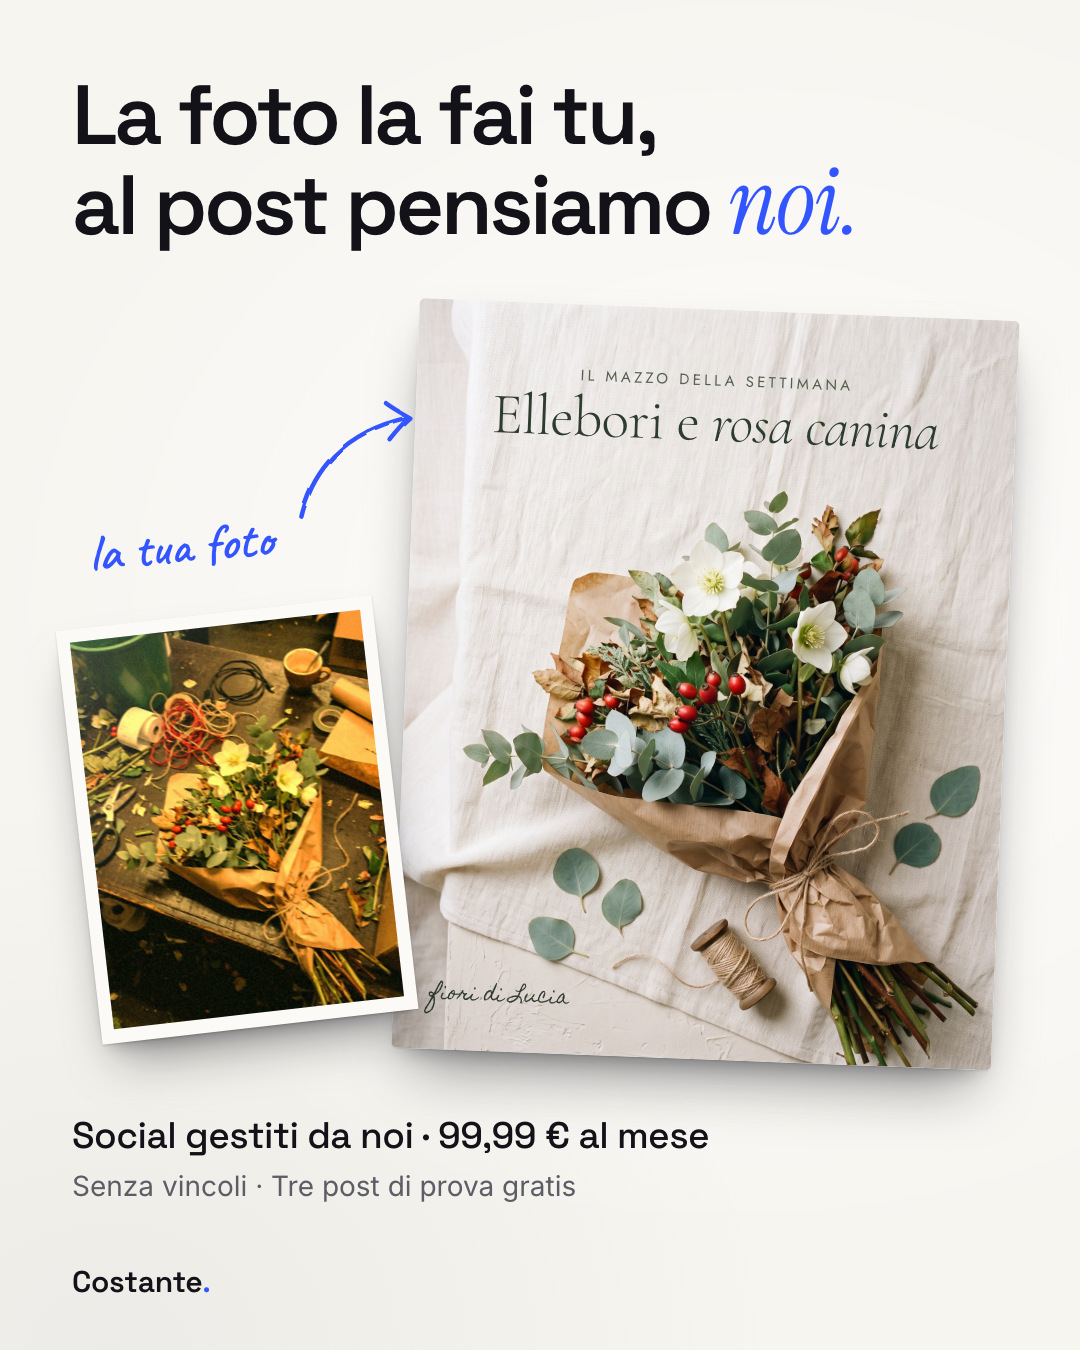 La foto la fai tu,
al post pensiamo noi.
IL MAZZO DELLA SETTIMANA
Ellebori e rosa canina
la tua foto
fiori di Lucia
Social gestiti da noi · 99,99 € al mese
Senza vincoli · Tre post di prova gratis
Costante.